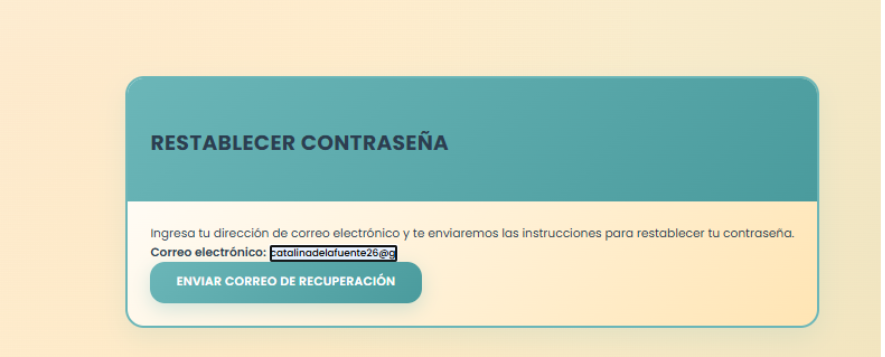 RESTABLECER CONTRASEÑA
Ingresa tu dirección de correo electrónico y te enviaremos las instrucciones para restablecer tu contraseña.
Correo electrónico: catalinadelafuente26@g
ENVIAR CORREO DE RECUPERACIÓN